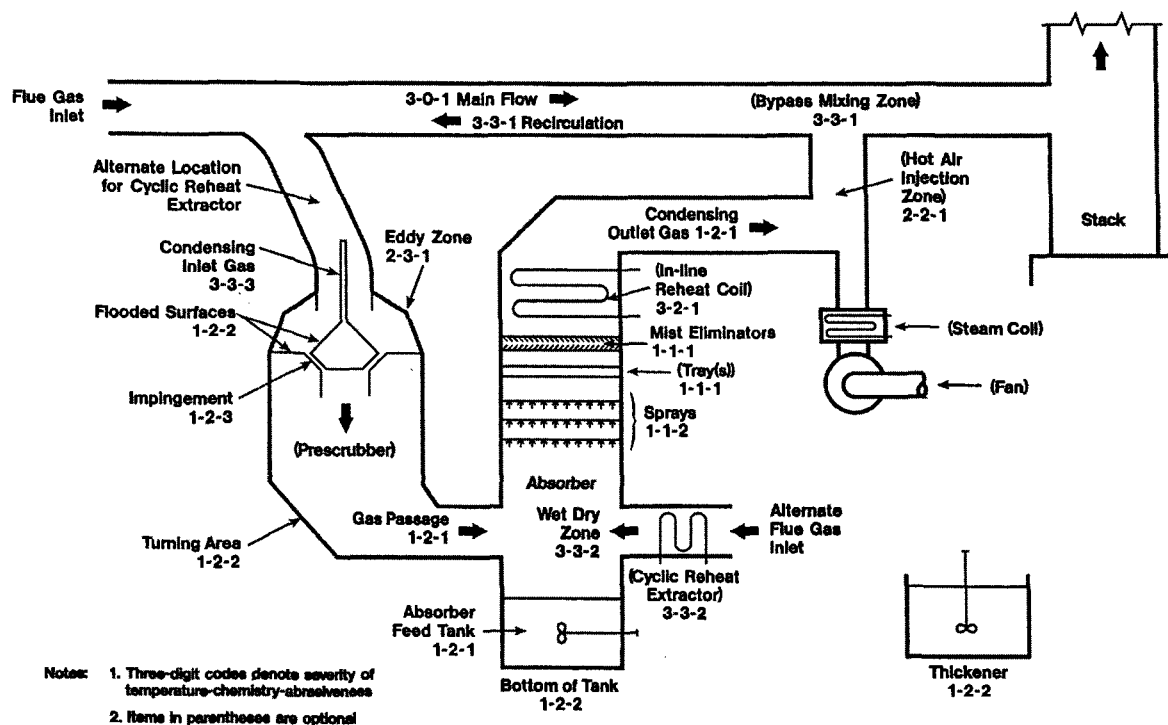 Flue Gas
Inlet
3-0-1 Main Flow
3-3-1 Recirculation
(Bypass Mixing Zone)
3-3-1
Alternate Location
for Cyclic Reheat
Extractor
(Hot Air
Injection
Zone)
2-2-1
Stack
Condensing
Outlet Gas 1-2-1
Eddy Zone
2-3-1
Condensing
Inlet Gas
3-3-3
(In-line
Reheat Coil)
3-2-1
Flooded Surfaces
1-2-2
Mist Eliminators
1-1-1
(Steam Coil)
(Tray(s))
1-1-1
Impingement
1-2-3
(Fan)
Sprays
1-1-2
(Prescrubber)
Absorber
Gas Passage
1-2-1
Wet Dry
Zone
3-3-2
Alternate
Flue Gas
Inlet
Turning Area
1-2-2
(Cyclic Reheat
Extractor)
3-3-2
Absorber
Feed Tank
1-2-1
Bottom of Tank
1-2-2
Thickener
1-2-2
Notes: 1. Three-digit codes denote severity of
temperature-chemistry-abrasiveness
2. Items in parentheses are optional